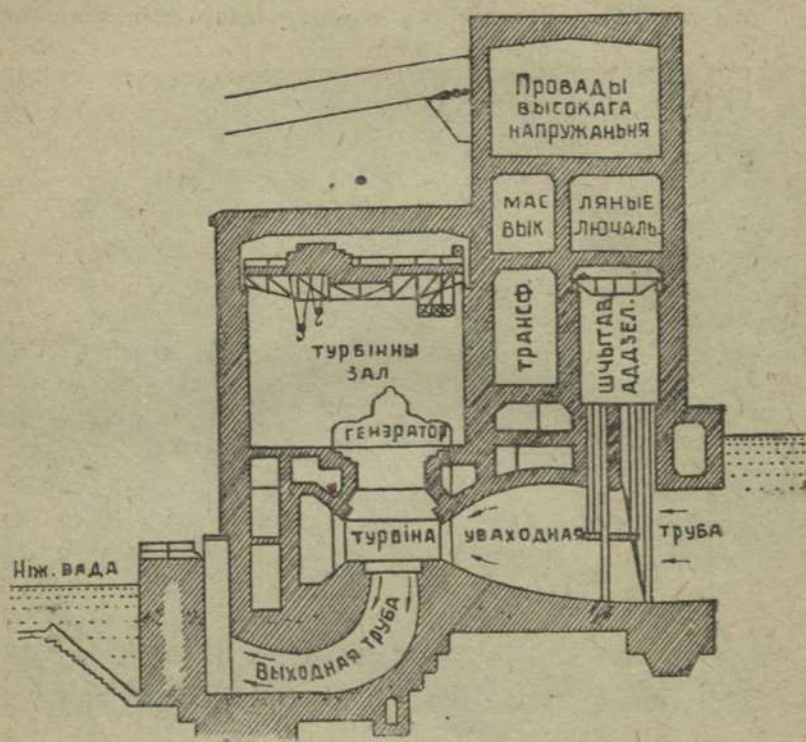 Провады
высокага
напружаньня
МАС ЛЯНЫЕ
ВЫК ЛЮЧАЛЬ.
ТРАНСФ.
ШЧЫТАВ.
АДДЗЕЛ.
ТУРБІННЫ
ЗАЛ
ГЕНЭРАТОР
ТУРБІНА
УВАХОДНАЯ ТРУБА
Ніж. вада
ВЫХОДНАЯ ТРУБА